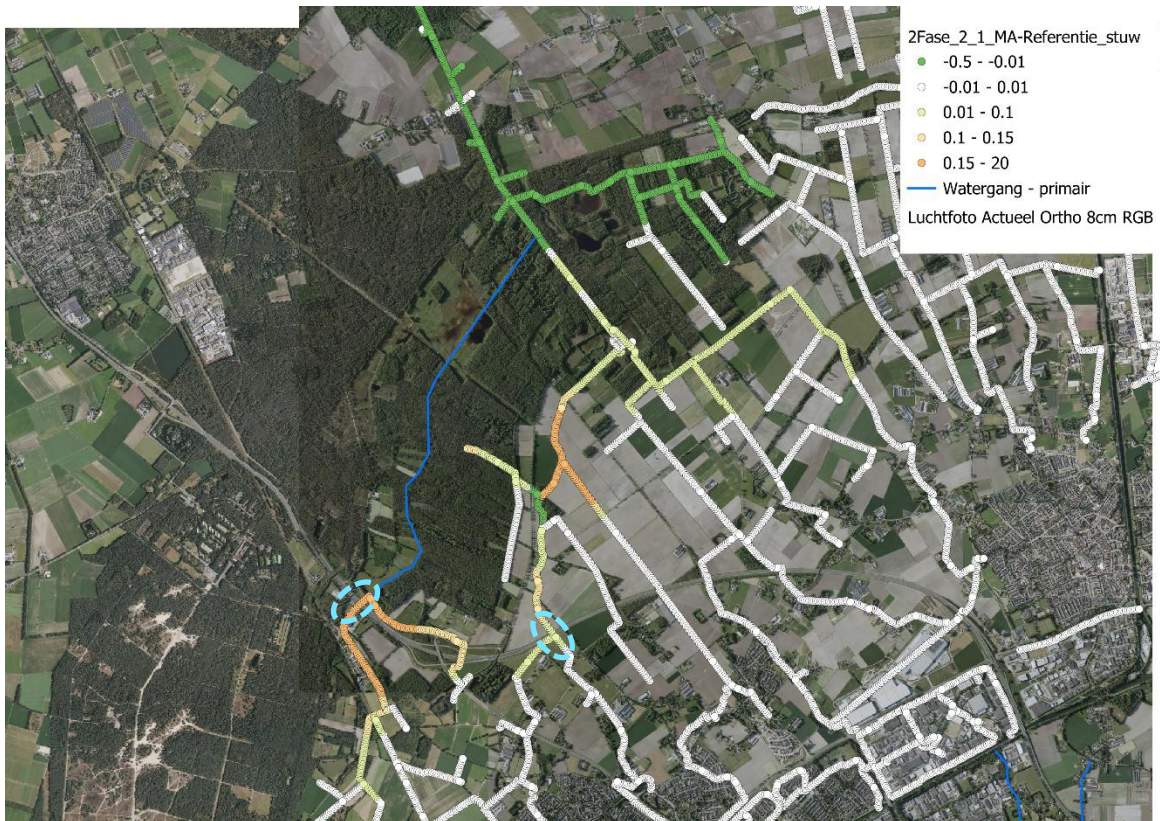 2Fase_2_1_MA-Referentie_stuw
-0.5 - -0.01
-0.01 - 0.01
0.01 - 0.1
0.1 - 0.15
0.15 - 20
Watergang - primair
Luchtfoto Actueel Ortho 8cm RGB